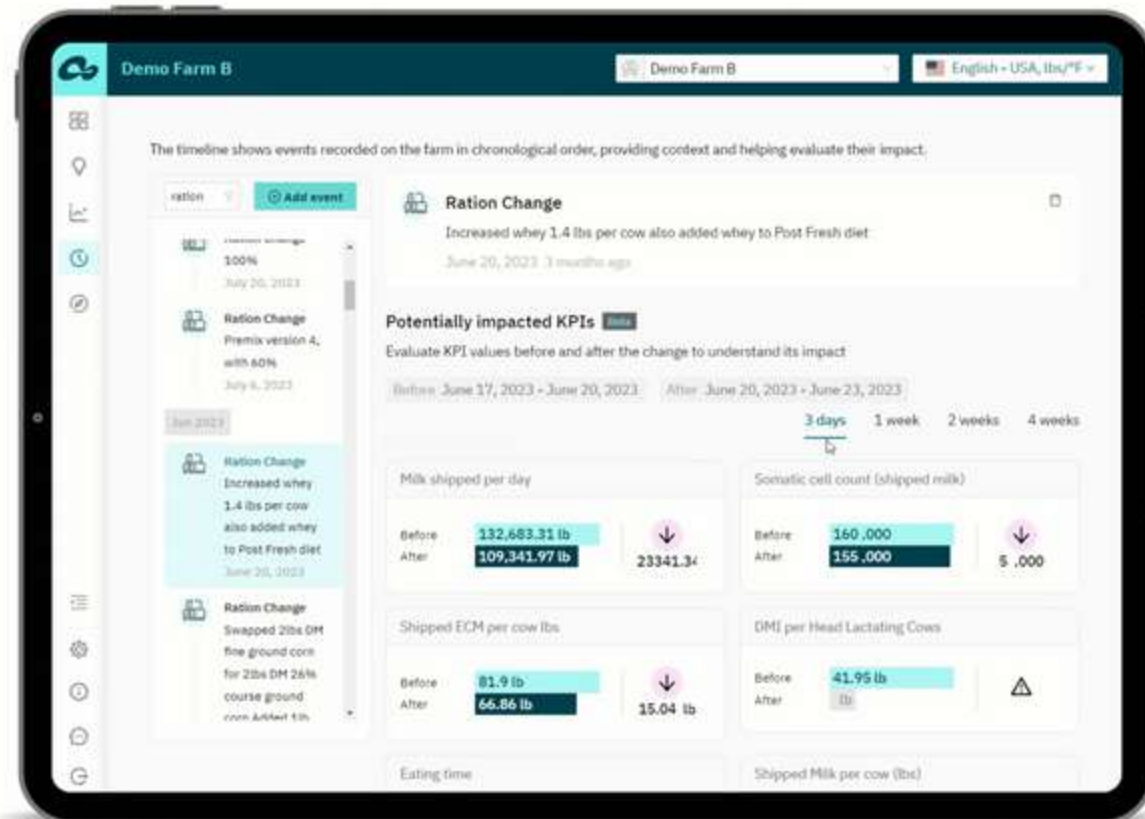 Demo Farm B
Demo Farm B
English - USA, lbs/°F
The timeline shows events recorded on the farm in chronological order, providing context and helping evaluate their impact.
ration
Add event
Ration Change
100%
July 20, 2023
Ration Change
Premix version 4,
with 60%
July 6, 2023
Jun 2023
Ration Change
Increased whey
1.4 lbs per cow
also added whey
to Post Fresh diet
June 20, 2023
Ration Change
Swapped 2lbs DM
fine ground corn
for 2lbs DM 26%
course ground
corn Added 1lb
Ration Change
Increased whey 1.4 lbs per cow also added whey to Post Fresh diet
June 20, 2023 3 months ago
Potentially impacted KPIs Beta
Evaluate KPI values before and after the change to understand its impact
Before June 17, 2023 - June 20, 2023 After June 20, 2023 - June 23, 2023
3 days 1 week 2 weeks 4 weeks
Milk shipped per day
Before 132,683.31 lb
After 109,341.97 lb
23341.34
Somatic cell count (shipped milk)
Before 160 .000
After 155 .000
5 .000
Shipped ECM per cow lbs
Before 81.9 lb
After 66.86 lb
15.04 lb
DMI per Head Lactating Cows
Before 41.95 lb
After lb
Eating time
Shipped Milk per cow (lbs)